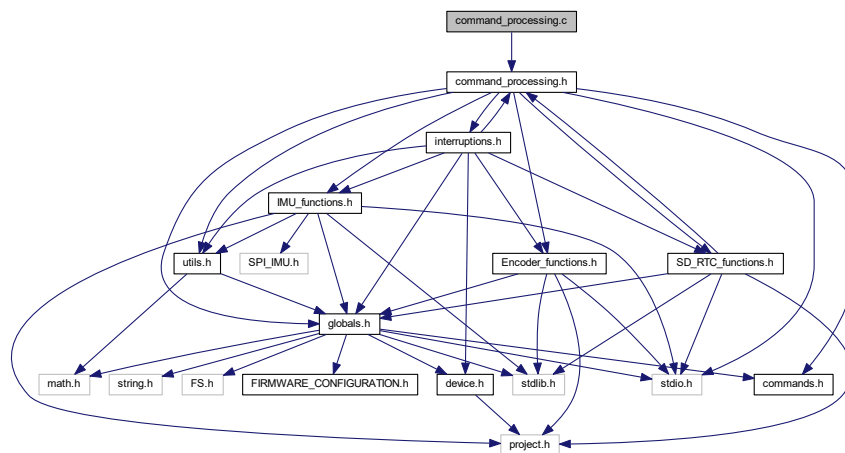 command_processing.c
command_processing.h
interruptions.h
IMU_functions.h
utils.h
SPI_IMU.h
Encoder_functions.h
SD_RTC_functions.h
globals.h
math.h
string.h
FS.h
FIRMWARE_CONFIGURATION.h
device.h
stdlib.h
stdio.h
commands.h
project.h